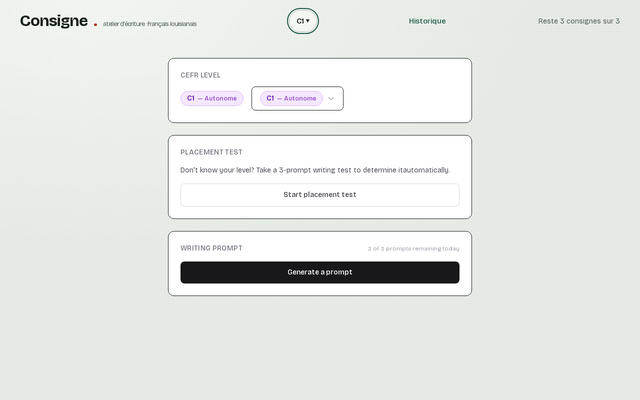 Consigne.
atelier d'écriture · français louisianais
C1 ▾
Historique
Reste 3 consignes sur 3
CEFR LEVEL
C1 — Autonome
C1 — Autonome
PLACEMENT TEST
Don't know your level? Take a 3-prompt writing test to determine it automatically.
Start placement test
WRITING PROMPT
3 of 3 prompts remaining today
Generate a prompt